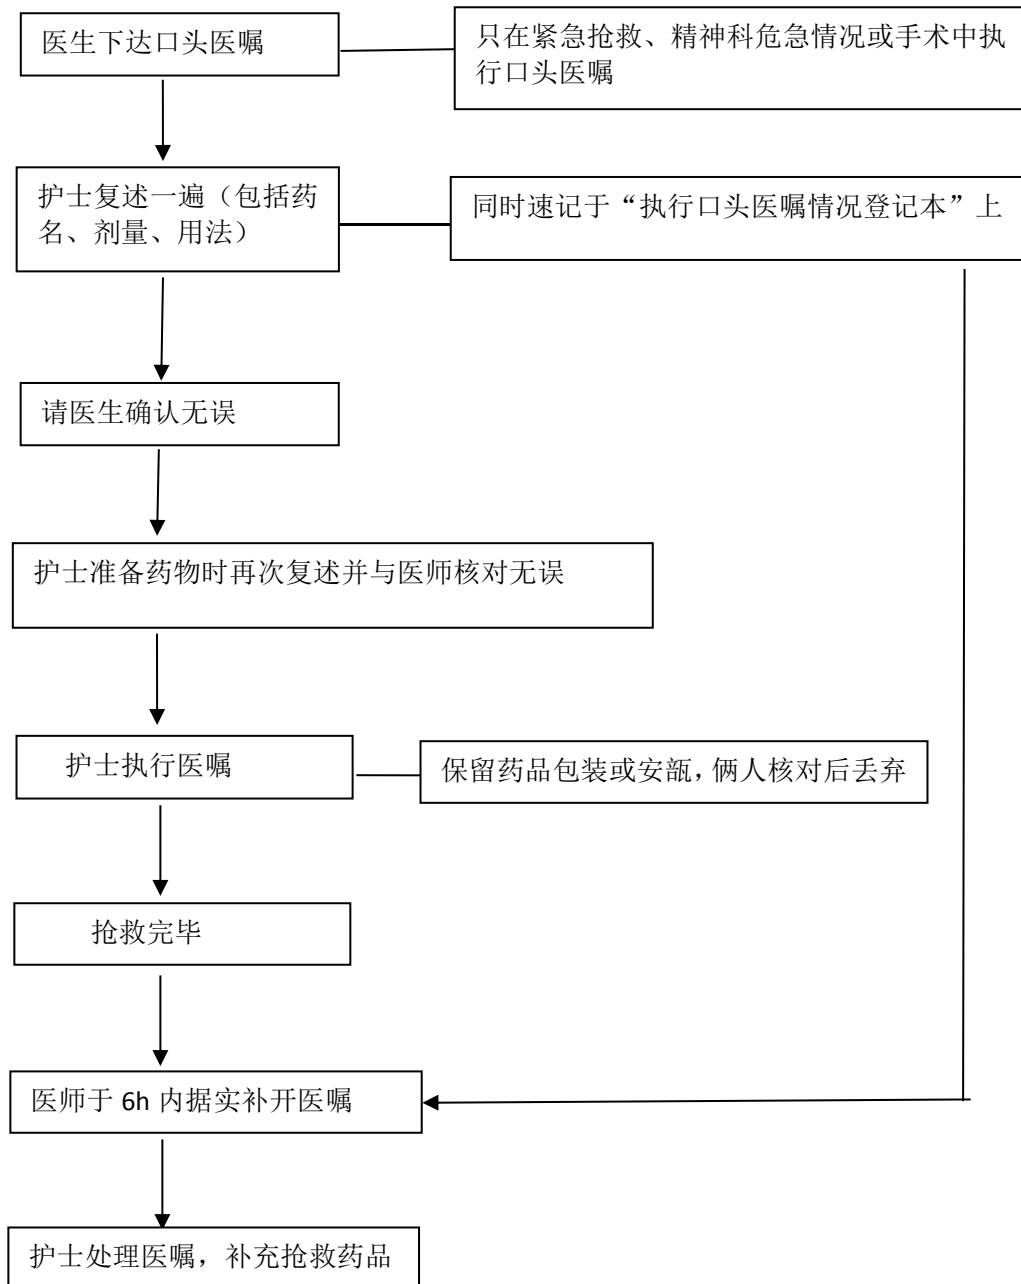 医生下达口头医嘱
只在紧急抢救、精神科危急情况或手术中执
行口头医嘱
护士复述一遍（包括药
名、剂量、用法）
同时速记于“执行口头医嘱情况登记本”上
请医生确认无误
护士准备药物时再次复述并与医师核对无误
护士执行医嘱
保留药品包装或安瓿，俩人核对后丢弃
抢救完毕
医师于 6h 内据实补开医嘱
护士处理医嘱，补充抢救药品